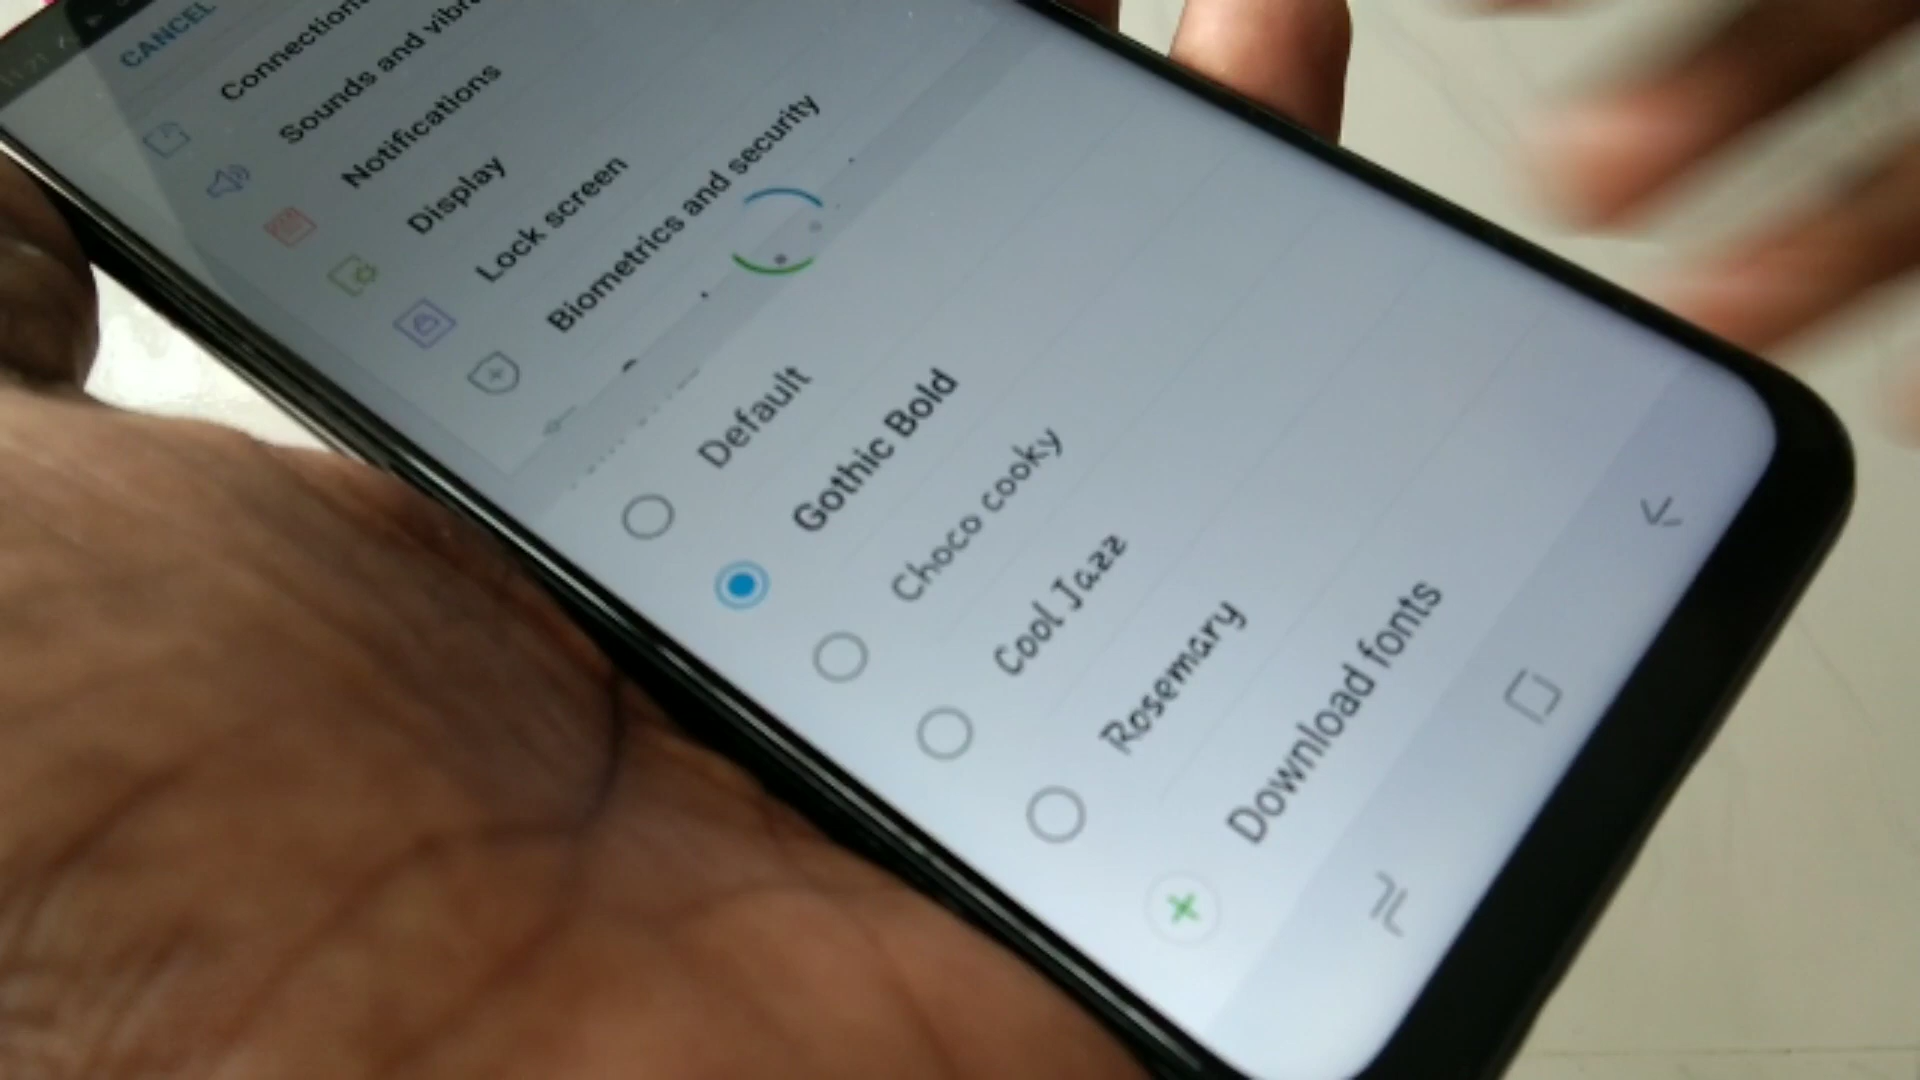 CANCEL
Connection
Sounds and vibra
Notifications
Display
Lock screen
Biometrics and security
Default
Gothic Bold
Choco cooky
Cool Jazz
Rosemary
Download fonts